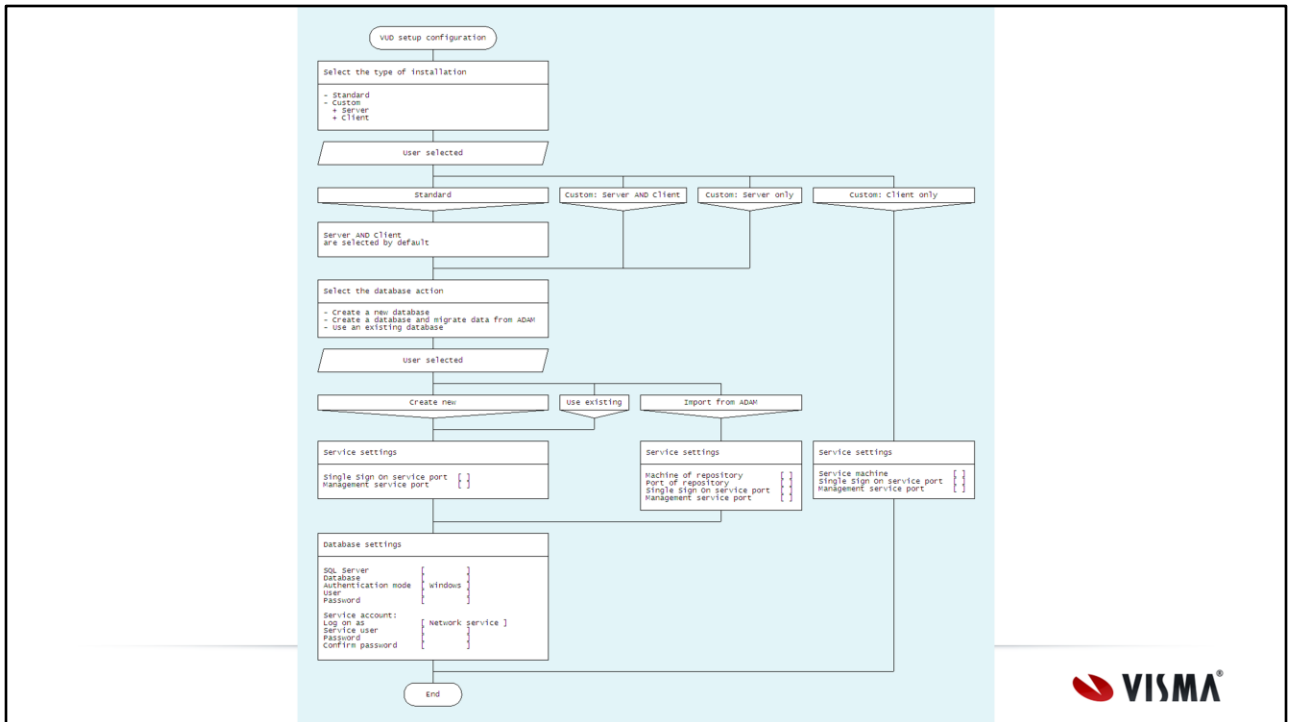 VUD setup configuration
Select the type of installation
- Standard
- Custom
+ Server
+ Client
User selected
Standard
Custom: Server AND Client
Custom: Server only
Custom: Client only
Server AND Client
are selected by default
Select the database action
- Create a new database
- Create a database and migrate data from ADAM
- Use an existing database
User selected
Create new
Use existing
Import from ADAM
Service settings
Single Sign On service port [ ]
Management service port [ ]
Service settings
Machine of repository [ ]
Port of repository [ ]
Single Sign On service port [ ]
Management service port [ ]
Service settings
Service machine [ ]
Single Sign On service port [ ]
Management service port [ ]
Database settings
SQL Server [ ]
Database [ ]
Authentication mode [ Windows ]
User [ ]
Password [ ]
Service account:
Log on as [ Network service ]
Service user [ ]
Password [ ]
Confirm password [ ]
End
VISMA®